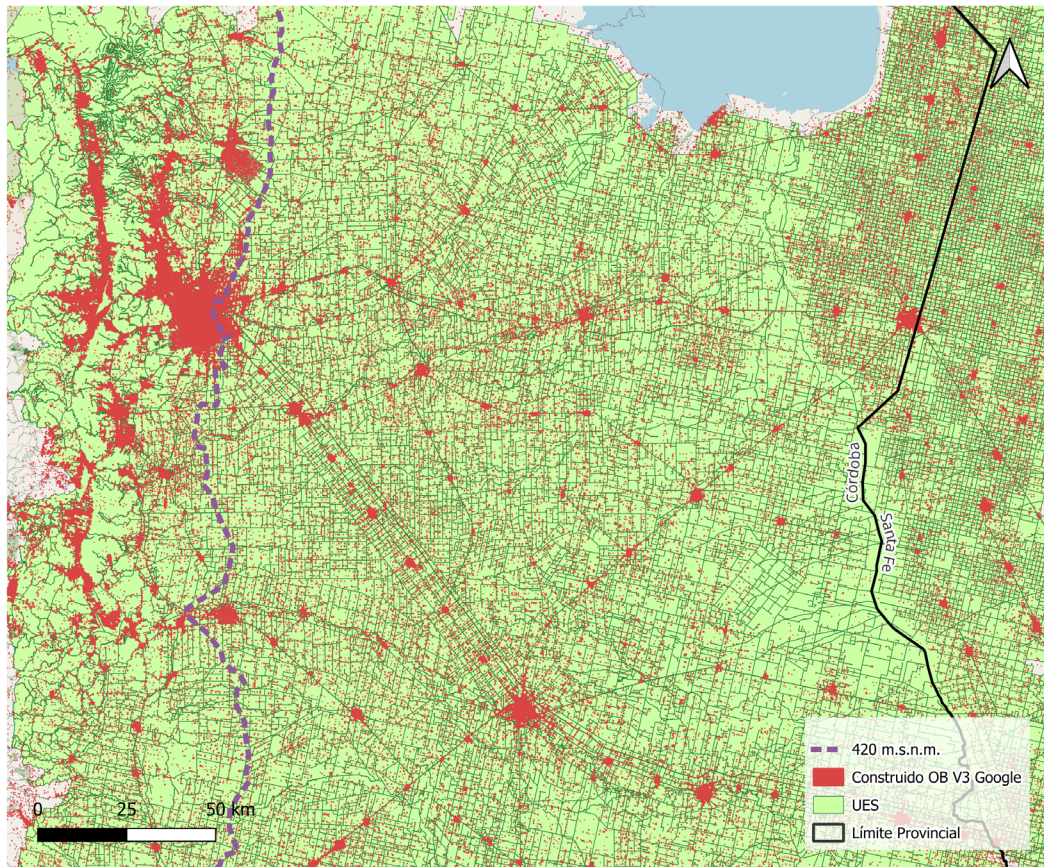 Córdoba
Santa Fe
420 m.s.n.m.
Construido OB V3 Google
UES
Límite Provincial
0 25 50 km